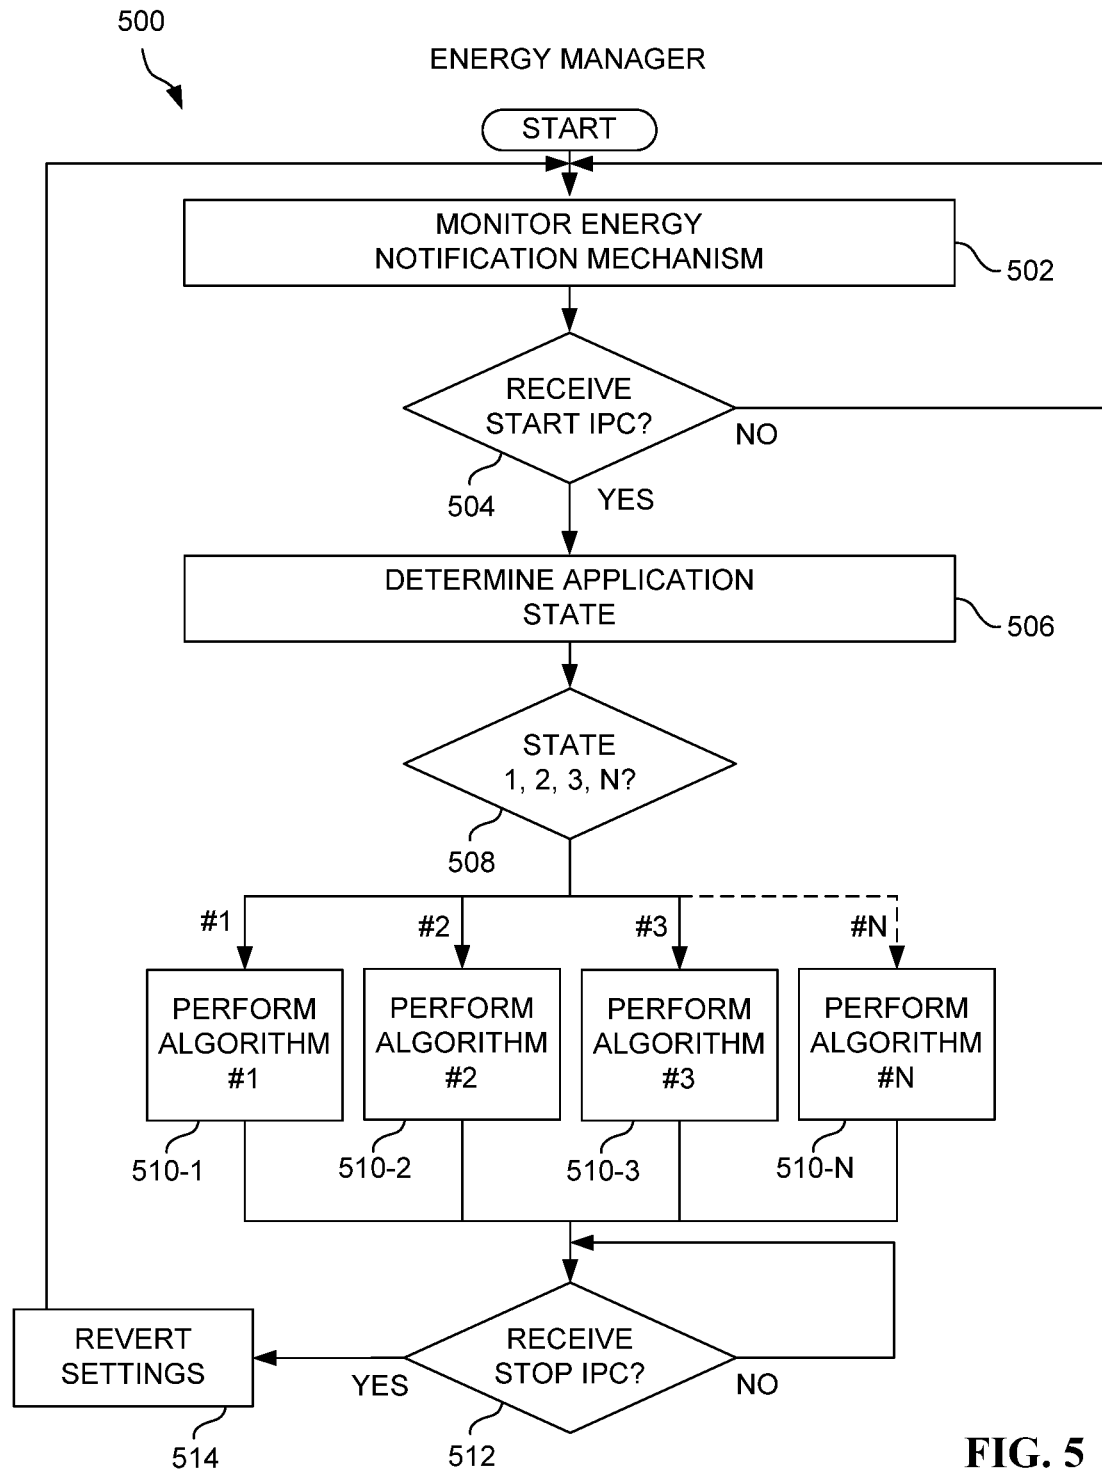 500
ENERGY MANAGER
START
MONITOR ENERGY
NOTIFICATION MECHANISM
502
RECEIVE
START IPC?
NO
504
YES
DETERMINE APPLICATION
STATE
506
STATE
1, 2, 3, N?
508
#1
#2
#3
#N
PERFORM
ALGORITHM
#1
PERFORM
ALGORITHM
#2
PERFORM
ALGORITHM
#3
PERFORM
ALGORITHM
#N
510-1
510-2
510-3
510-N
RECEIVE
STOP IPC?
YES
NO
REVERT
SETTINGS
514
512
FIG. 5